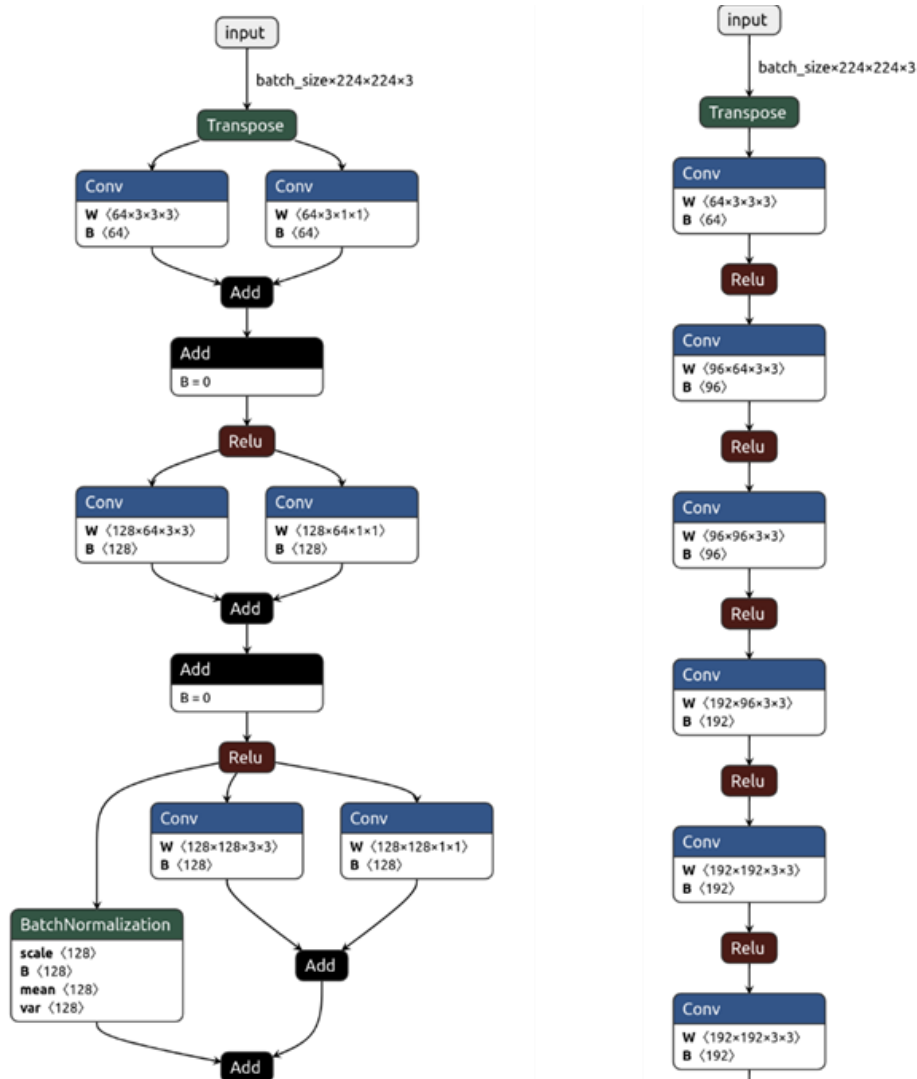 input
batch_size×224×224×3
Transpose
Conv
W ⟨64×3×3×3⟩
B ⟨64⟩
Conv
W ⟨64×3×1×1⟩
B ⟨64⟩
Add
Add
B = 0
Relu
Conv
W ⟨128×64×3×3⟩
B ⟨128⟩
Conv
W ⟨128×64×1×1⟩
B ⟨128⟩
Add
Add
B = 0
Relu
Conv
W ⟨128×128×3×3⟩
B ⟨128⟩
Conv
W ⟨128×128×1×1⟩
B ⟨128⟩
BatchNormalization
scale ⟨128⟩
B ⟨128⟩
mean ⟨128⟩
var ⟨128⟩
Add
Add
input
batch_size×224×224×3
Transpose
Conv
W ⟨64×3×3×3⟩
B ⟨64⟩
Relu
Conv
W ⟨96×64×3×3⟩
B ⟨96⟩
Relu
Conv
W ⟨96×96×3×3⟩
B ⟨96⟩
Relu
Conv
W ⟨192×96×3×3⟩
B ⟨192⟩
Relu
Conv
W ⟨192×192×3×3⟩
B ⟨192⟩
Relu
Conv
W ⟨192×192×3×3⟩
B ⟨192⟩